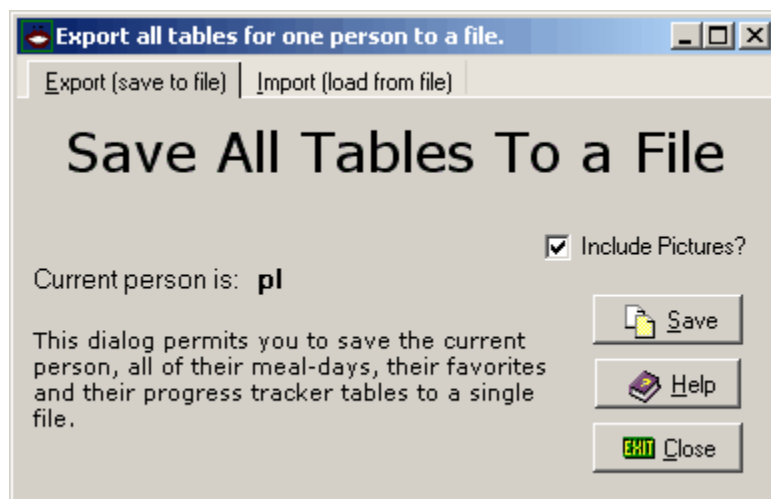 Export all tables for one person to a file.
Export (save to file) Import (load from file)
Save All Tables To a File
Include Pictures?
Current person is: pl
Save
This dialog permits you to save the current
person, all of their meal-days, their favorites
and their progress tracker tables to a single
file.
Help
EXIT Close